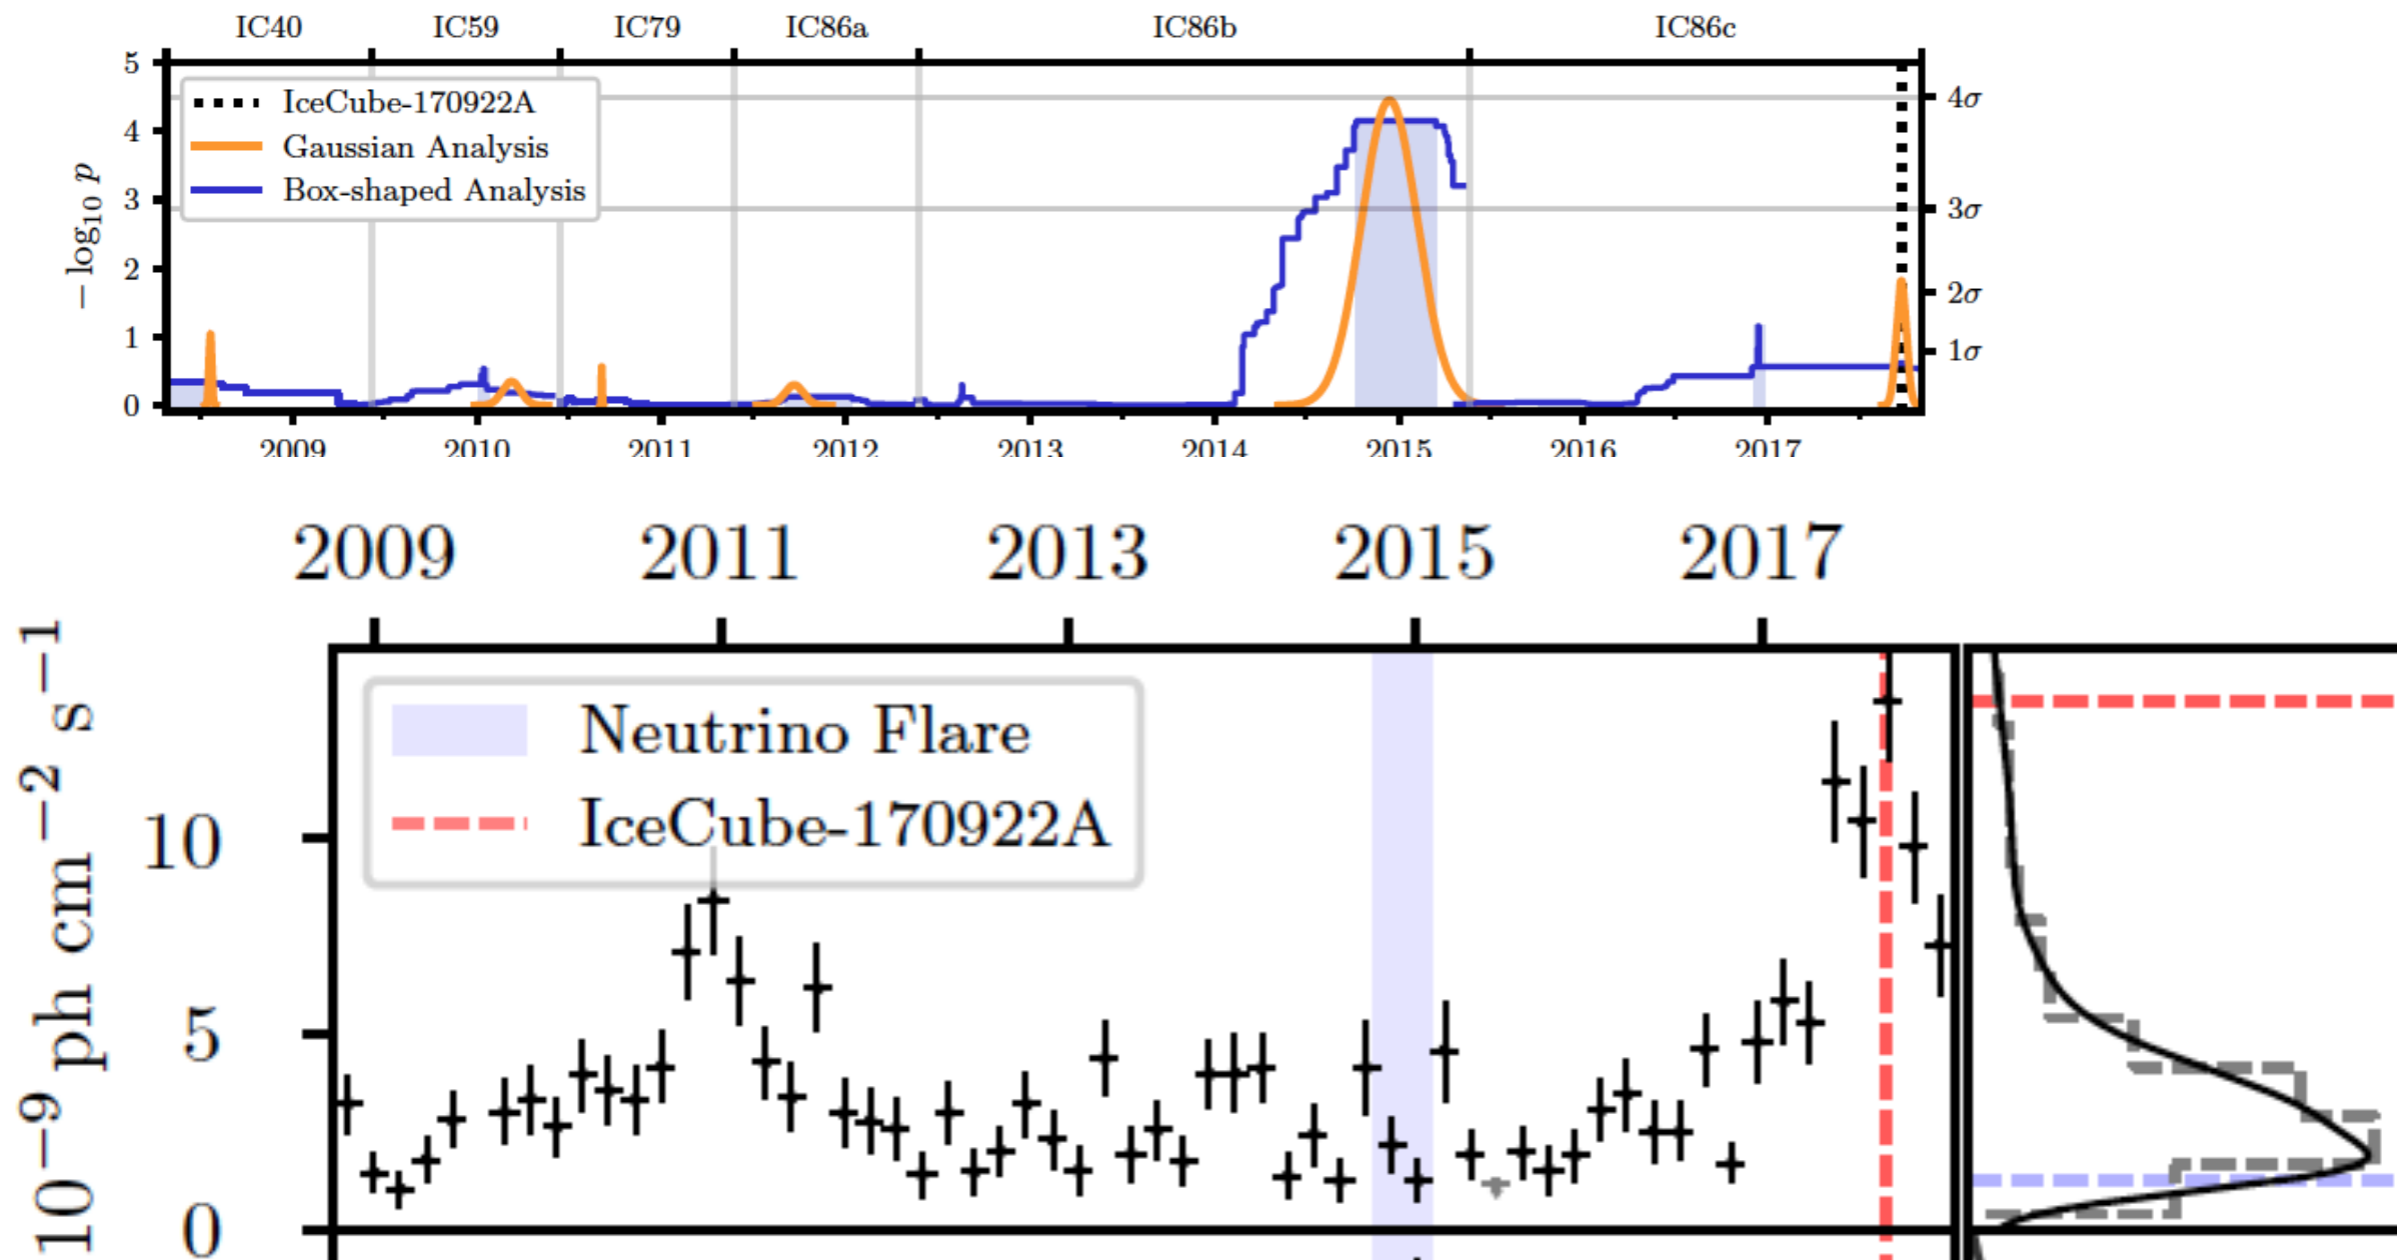 IC40 IC59 IC79 IC86a IC86b IC86c
5
4
3
2
1
0
− log₁₀ p
IceCube-170922A
Gaussian Analysis
Box-shaped Analysis
4σ
3σ
2σ
1σ
2009 2010 2011 2012 2013 2014 2015 2016 2017
2009 2011 2013 2015 2017
10⁻⁹ ph cm⁻² s⁻¹
10
5
0
Neutrino Flare
IceCube-170922A